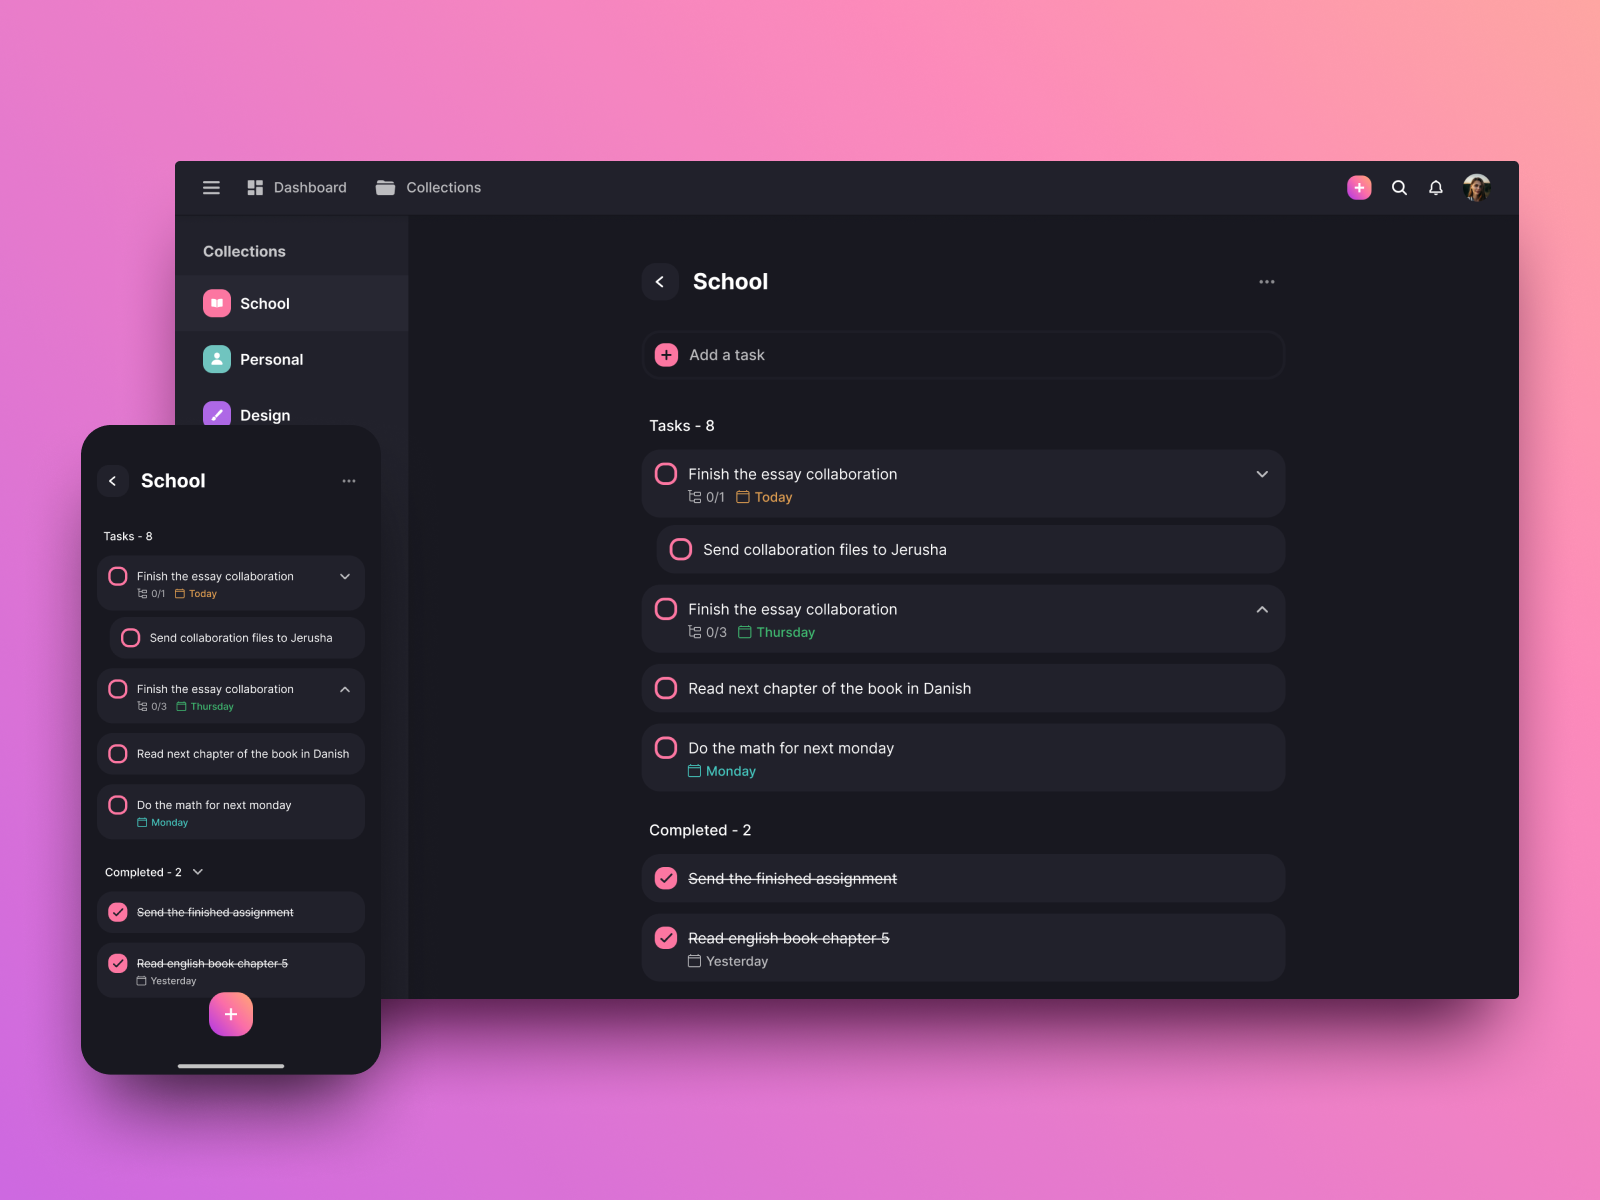 Dashboard
Collections
Collections
School
Personal
Design
School
Add a task
Tasks - 8
Finish the essay collaboration
0/1 Today
Send collaboration files to Jerusha
Finish the essay collaboration
0/3 Thursday
Read next chapter of the book in Danish
Do the math for next monday
Monday
Completed - 2
Send the finished assignment
Read english book chapter 5
Yesterday
School
Tasks - 8
Finish the essay collaboration
0/1 Today
Send collaboration files to Jerusha
Finish the essay collaboration
0/3 Thursday
Read next chapter of the book in Danish
Do the math for next monday
Monday
Completed - 2
Send the finished assignment
Read english book chapter 5
Yesterday